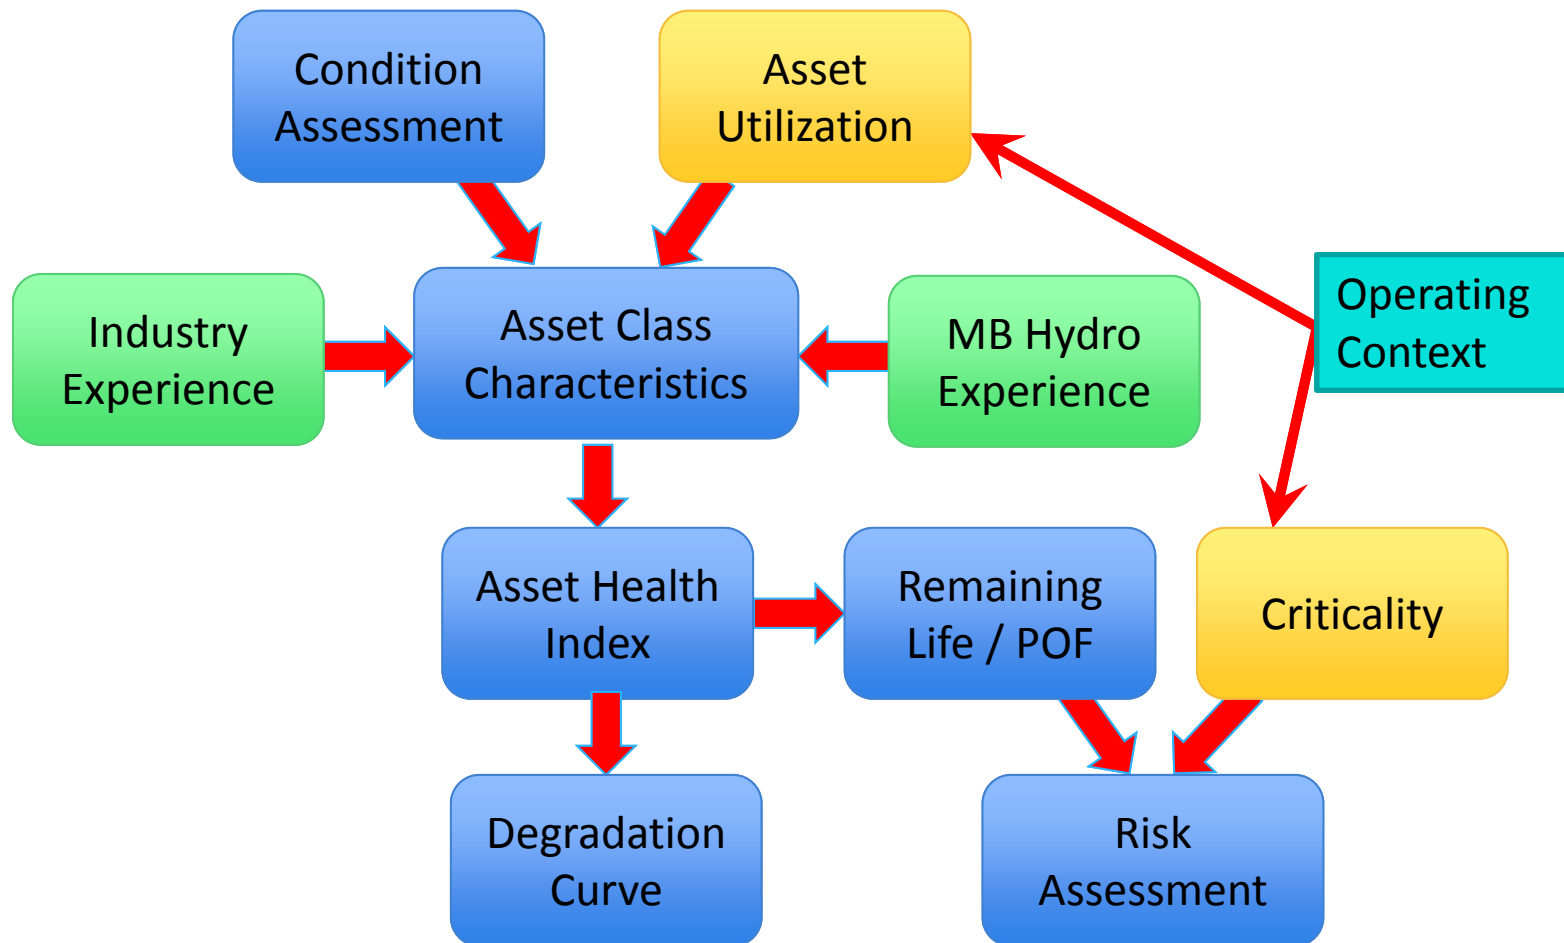 Condition
Assessment
Asset
Utilization
Industry
Experience
Asset Class
Characteristics
MB Hydro
Experience
Operating
Context
Asset Health
Index
Remaining
Life / POF
Criticality
Degradation
Curve
Risk
Assessment